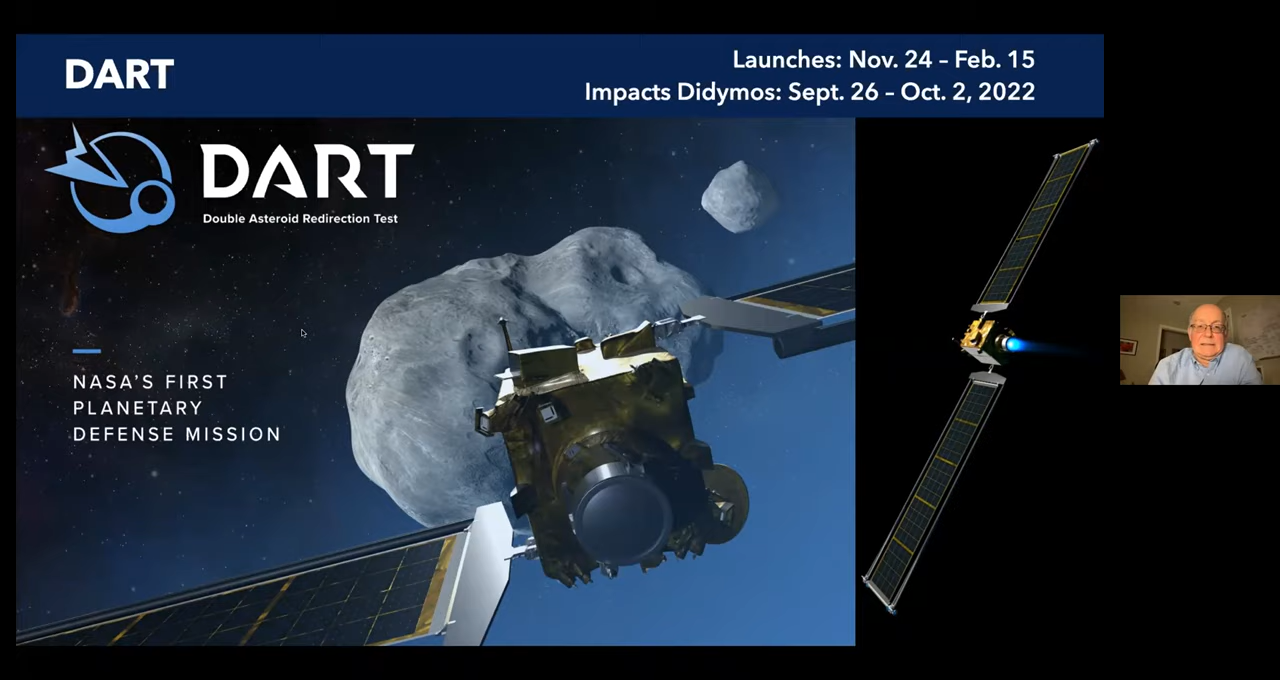 DART
Launches: Nov. 24 – Feb. 15
Impacts Didymos: Sept. 26 – Oct. 2, 2022
DART
Double Asteroid Redirection Test
NASA'S FIRST
PLANETARY
DEFENSE MISSION